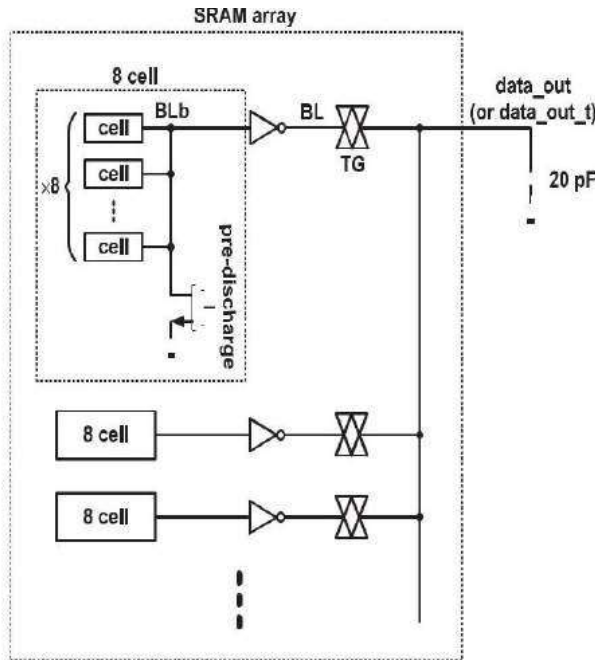 SRAM array
8 cell
BLb
BL
data_out
(or data_out_t)
cell
TG
cell
×8
20 pF
cell
pre-discharge
8 cell
8 cell